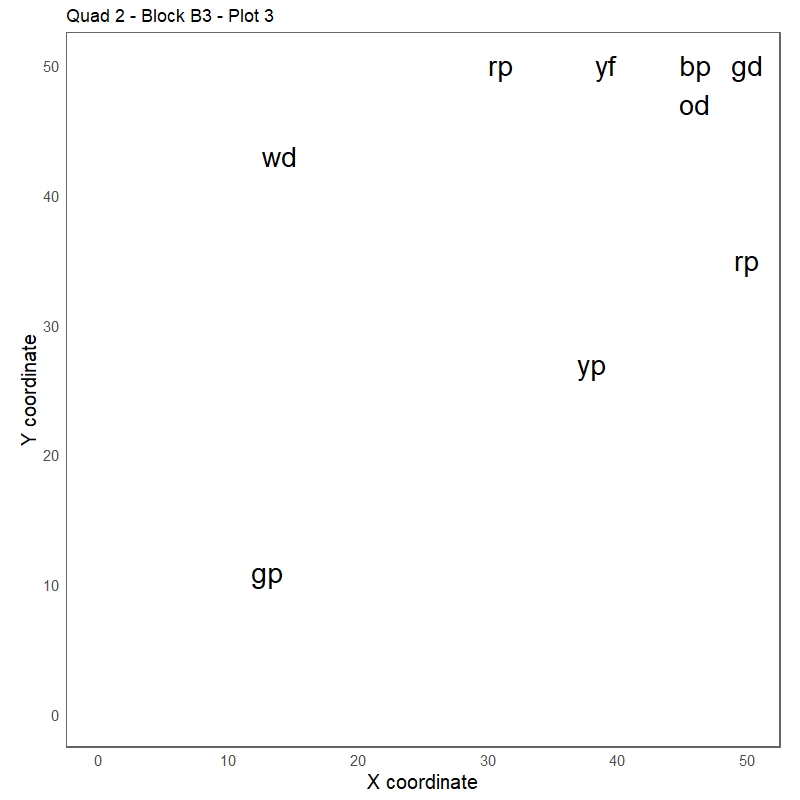 Quad 2 - Block B3 - Plot 3
50
rp yf bp gd
od
wd
40
rp
30
yp
20
gp
10
0
0 10 20 30 40 50
X coordinate
Y coordinate